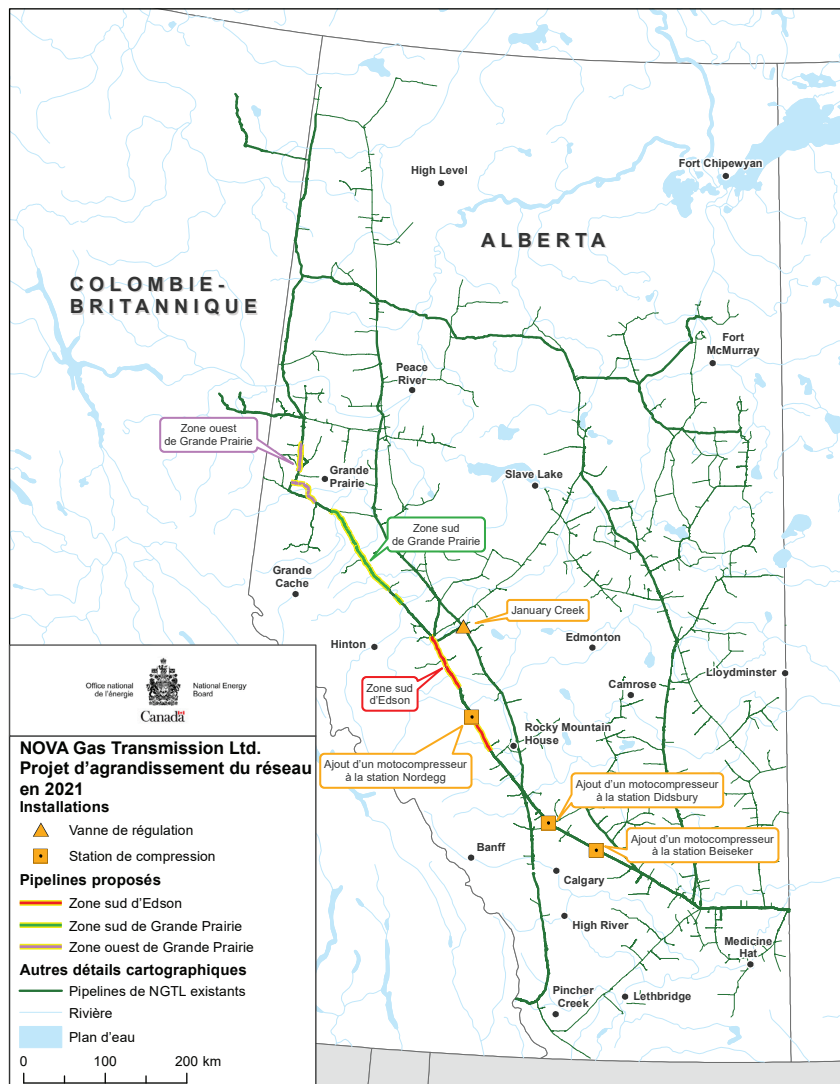 High Level
Fort Chipewyan
ALBERTA
COLOMBIE-
BRITANNIQUE
Fort
McMurray
Peace
River
Zone ouest
de Grande Prairie
Grande
Prairie
Slave Lake
Zone sud
de Grande Prairie
Grande
Cache
January Creek
Hinton
Edmonton
Zone sud
d'Edson
Camrose
Lloydminster
Rocky Mountain
House
Ajout d'un motocompresseur
à la station Nordegg
Ajout d'un motocompresseur
à la station Didsbury
Ajout d'un motocompresseur
à la station Beiseker
Banff
Calgary
High River
Medicine
Hat
Pincher
Creek
Lethbridge
Office national
de l'énergie
National Energy
Board
Canada
NOVA Gas Transmission Ltd.
Projet d'agrandissement du réseau
en 2021
Installations
Vanne de régulation
Station de compression
Pipelines proposés
Zone sud d'Edson
Zone sud de Grande Prairie
Zone ouest de Grande Prairie
Autres détails cartographiques
Pipelines de NGTL existants
Rivière
Plan d'eau
0 100 200 km